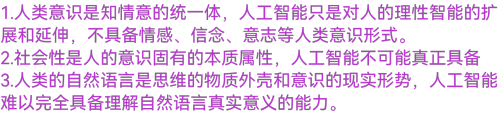 1.人类意识是知情意的统一体，人工智能只是对人的理性智能的扩
展和延伸，不具备情感、信念、意志等人类意识形式。
2.社会性是人的意识固有的本质属性，人工智能不可能真正具备
3.人类的自然语言是思维的物质外壳和意识的现实形势，人工智能
难以完全具备理解自然语言真实意义的能力。